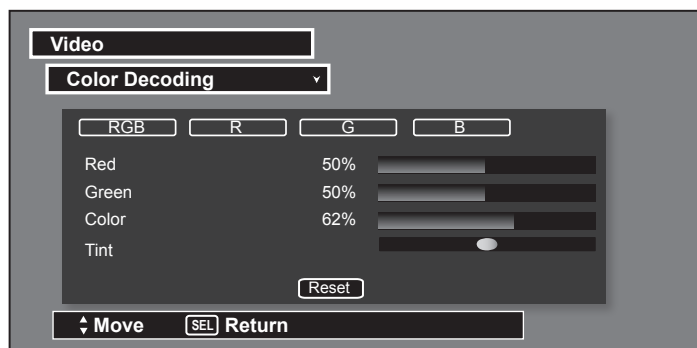 Video
Color Decoding
RGB R G B
Red 50%
Green 50%
Color 62%
Tint
Reset
Move SEL Return